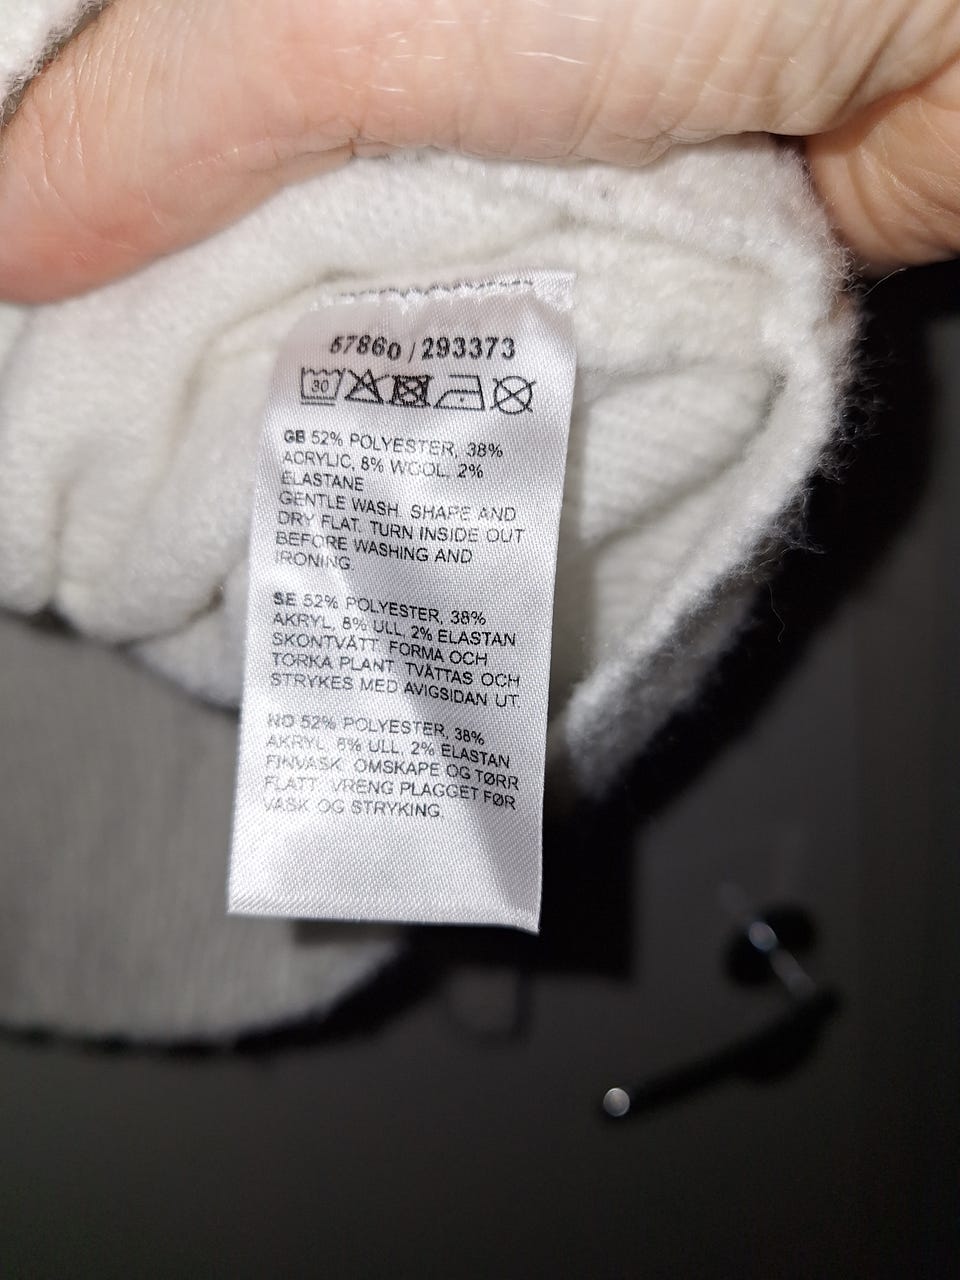 57860 / 293373
30
GB 52% POLYESTER, 38%
ACRYLIC, 8% WOOL, 2%
ELASTANE
GENTLE WASH. SHAPE AND
DRY FLAT. TURN INSIDE OUT
BEFORE WASHING AND
IRONING.
SE 52% POLYESTER, 38%
AKRYL, 8% ULL, 2% ELASTAN
SKONTVÄTT. FORMA OCH
TORKA PLANT. TVÄTTAS OCH
STRYKES MED AVIGSIDAN UT.
NO 52% POLYESTER, 38%
AKRYL, 8% ULL, 2% ELASTAN
FINVASK. OMSKAPE OG TØRR
FLATT. VRENG PLAGGET FØR
VASK OG STRYKING.